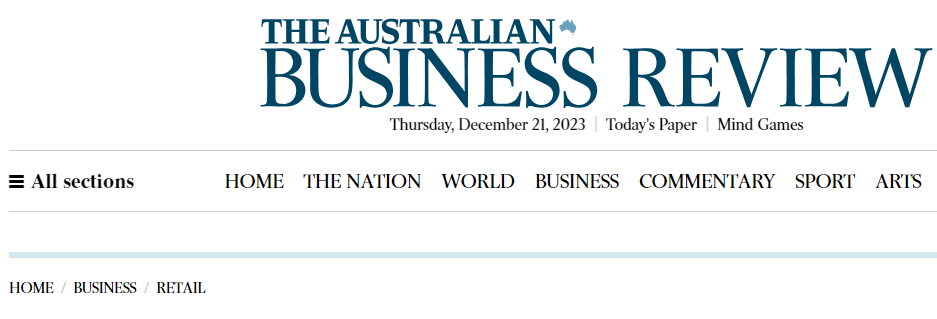 THE AUSTRALIAN
BUSINESS REVIEW
Thursday, December 21, 2023 | Today's Paper | Mind Games
All sections HOME THE NATION WORLD BUSINESS COMMENTARY SPORT ARTS
HOME / BUSINESS / RETAIL